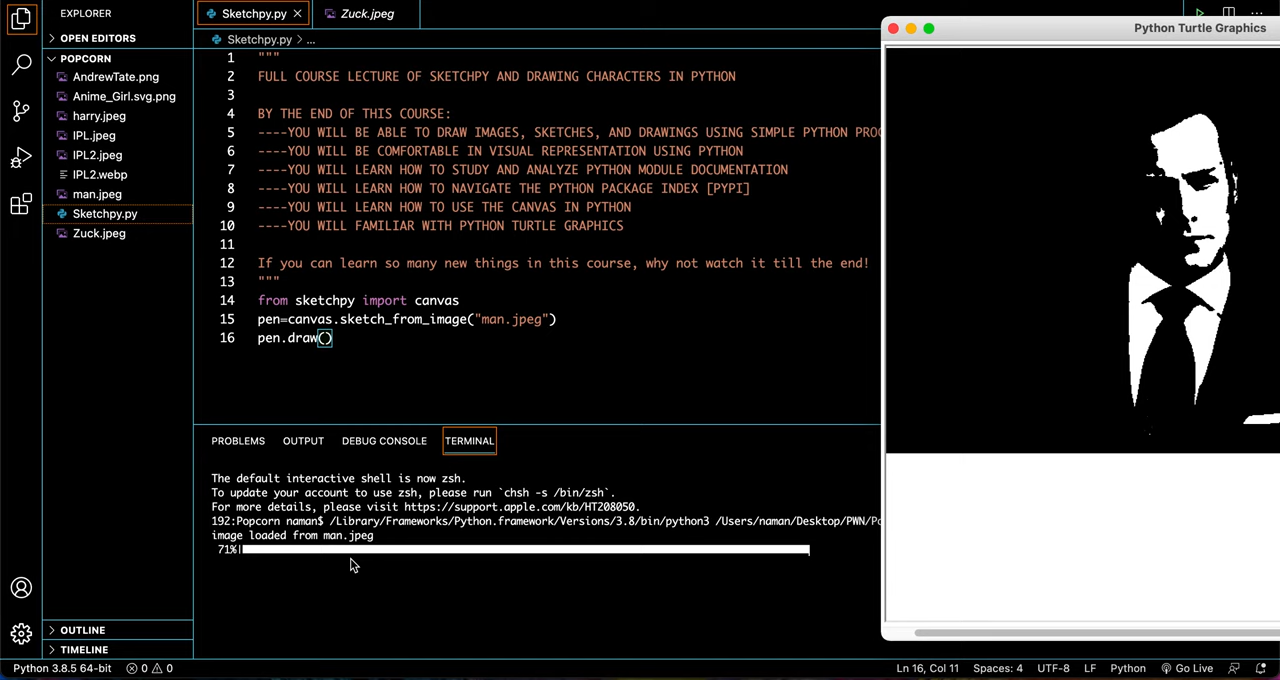 EXPLORER
OPEN EDITORS
POPCORN
AndrewTate.png
Anime_Girl.svg.png
harry.jpeg
IPL.jpeg
IPL2.jpeg
IPL2.webp
man.jpeg
Sketchpy.py
Zuck.jpeg
OUTLINE
TIMELINE
Sketchpy.py
Zuck.jpeg
Sketchpy.py > ...
1 """
2 FULL COURSE LECTURE OF SKETCHPY AND DRAWING CHARACTERS IN PYTHON
3
4 BY THE END OF THIS COURSE:
5 ----YOU WILL BE ABLE TO DRAW IMAGES, SKETCHES, AND DRAWINGS USING SIMPLE PYTHON PROG
6 ----YOU WILL BE COMFORTABLE IN VISUAL REPRESENTATION USING PYTHON
7 ----YOU WILL LEARN HOW TO STUDY AND ANALYZE PYTHON MODULE DOCUMENTATION
8 ----YOU WILL LEARN HOW TO NAVIGATE THE PYTHON PACKAGE INDEX [PYPI]
9 ----YOU WILL LEARN HOW TO USE THE CANVAS IN PYTHON
10 ----YOU WILL FAMILIAR WITH PYTHON TURTLE GRAPHICS
11
12 If you can learn so many new things in this course, why not watch it till the end!
13 """
14 from sketchpy import canvas
15 pen=canvas.sketch_from_image("man.jpeg")
16 pen.draw()
PROBLEMS OUTPUT DEBUG CONSOLE TERMINAL
The default interactive shell is now zsh.
To update your account to use zsh, please run `chsh -s /bin/zsh`.
For more details, please visit https://support.apple.com/kb/HT208050.
192:Popcorn naman$ /Library/Frameworks/Python.framework/Versions/3.8/bin/python3 /Users/naman/Desktop/PWN/Po
image loaded from man.jpeg
71%|
Python Turtle Graphics
Python 3.8.5 64-bit 0 0 Ln 16, Col 11 Spaces: 4 UTF-8 LF Python Go Live